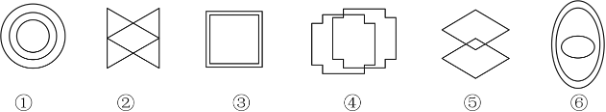 ① ② ③ ④ ⑤ ⑥